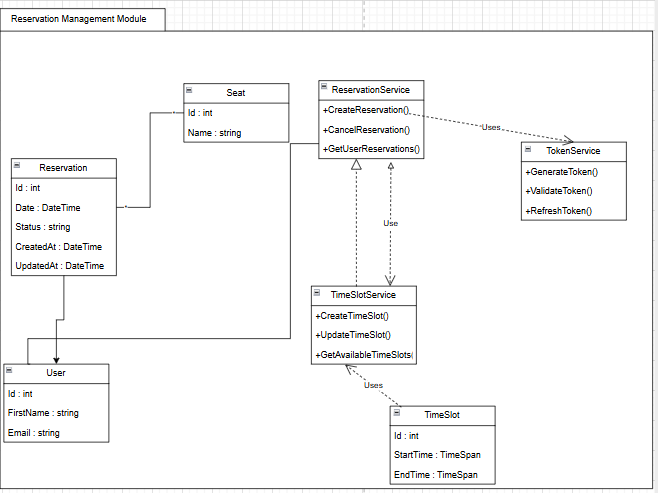 Reservation Management Module
Seat
Id : int
Name : string
ReservationService
+CreateReservation()
+CancelReservation()
+GetUserReservations()
Uses
TokenService
+GenerateToken()
+ValidateToken()
+RefreshToken()
Reservation
Id : int
Date : DateTime
Status : string
CreatedAt : DateTime
UpdatedAt : DateTime
*
*
Use
TimeSlotService
+CreateTimeSlot()
+UpdateTimeSlot()
+GetAvailableTimeSlots(
User
Id : int
FirstName : string
Email : string
Uses
TimeSlot
Id : int
StartTime : TimeSpan
EndTime : TimeSpan